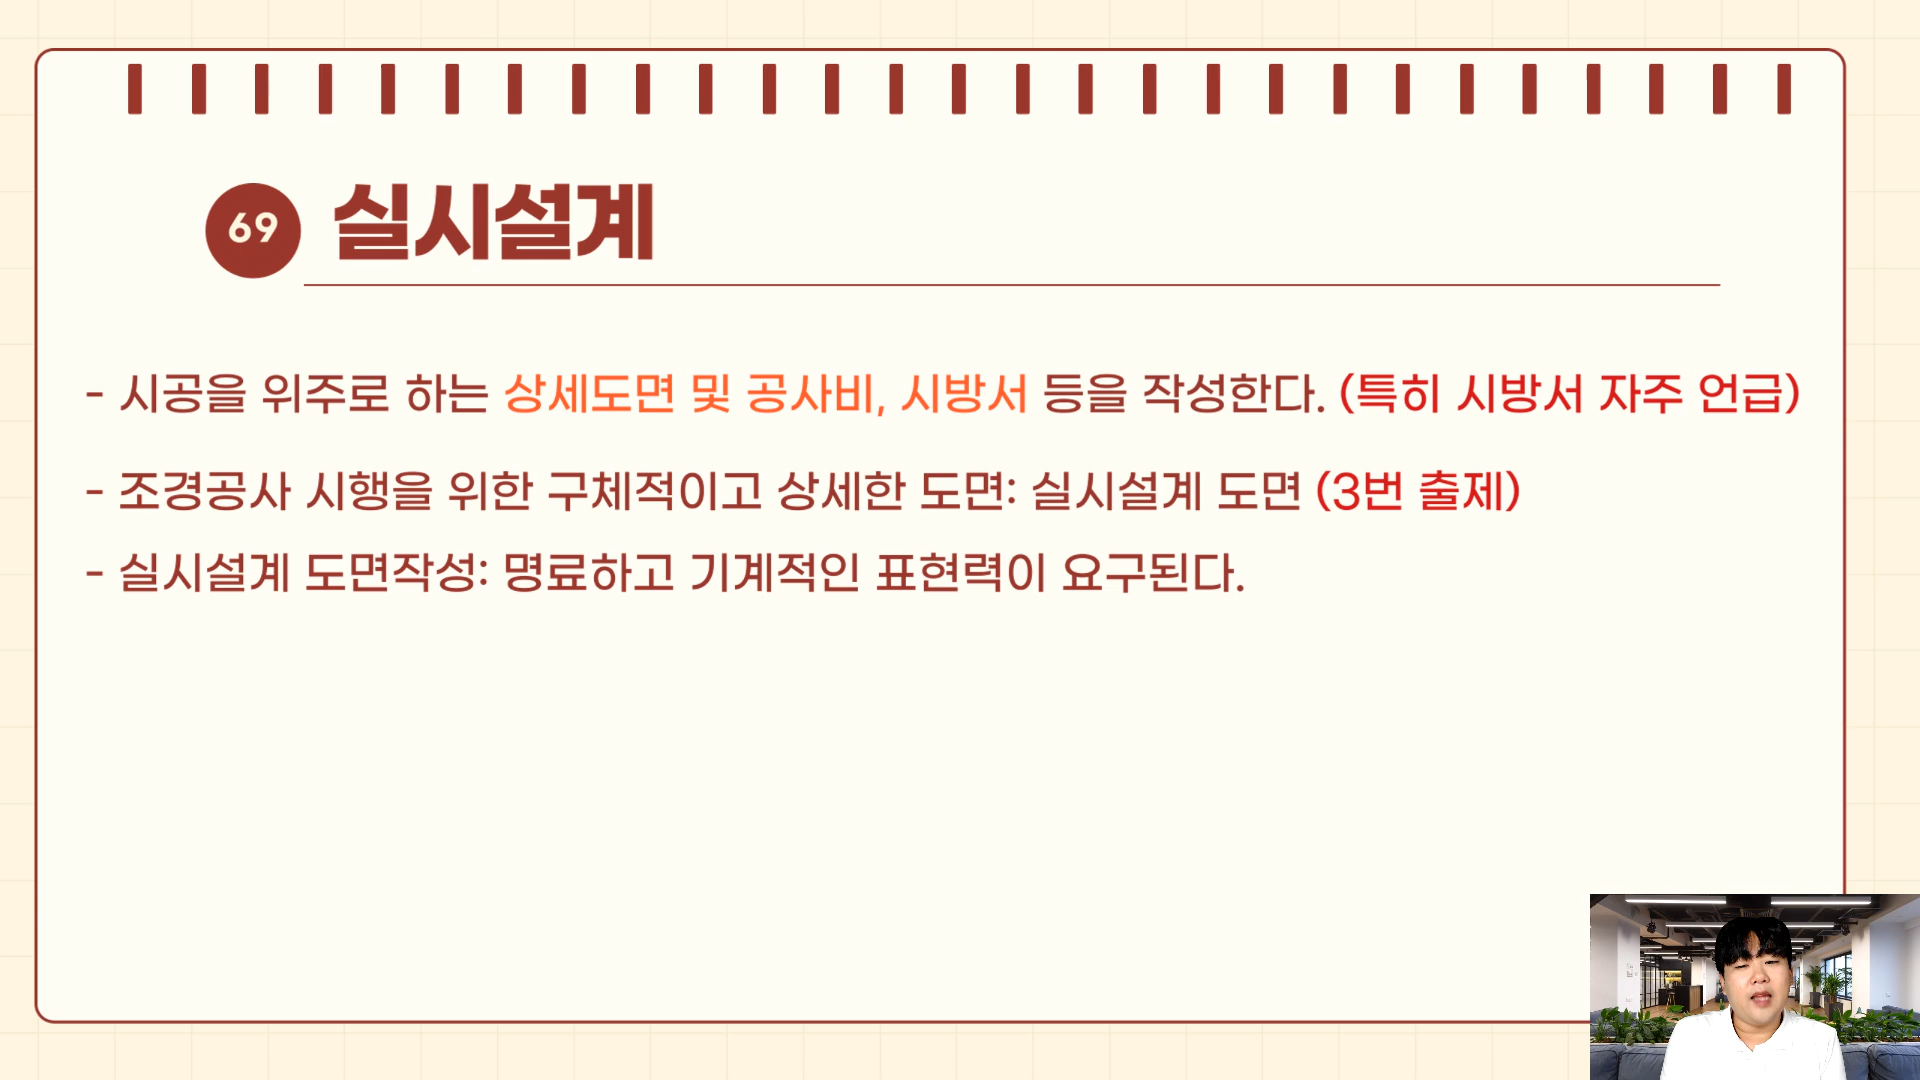 69 실시설계
- 시공을 위주로 하는 상세도면 및 공사비, 시방서 등을 작성한다. (특히 시방서 자주 언급)
- 조경공사 시행을 위한 구체적이고 상세한 도면: 실시설계 도면 (3번 출제)
- 실시설계 도면작성: 명료하고 기계적인 표현력이 요구된다.